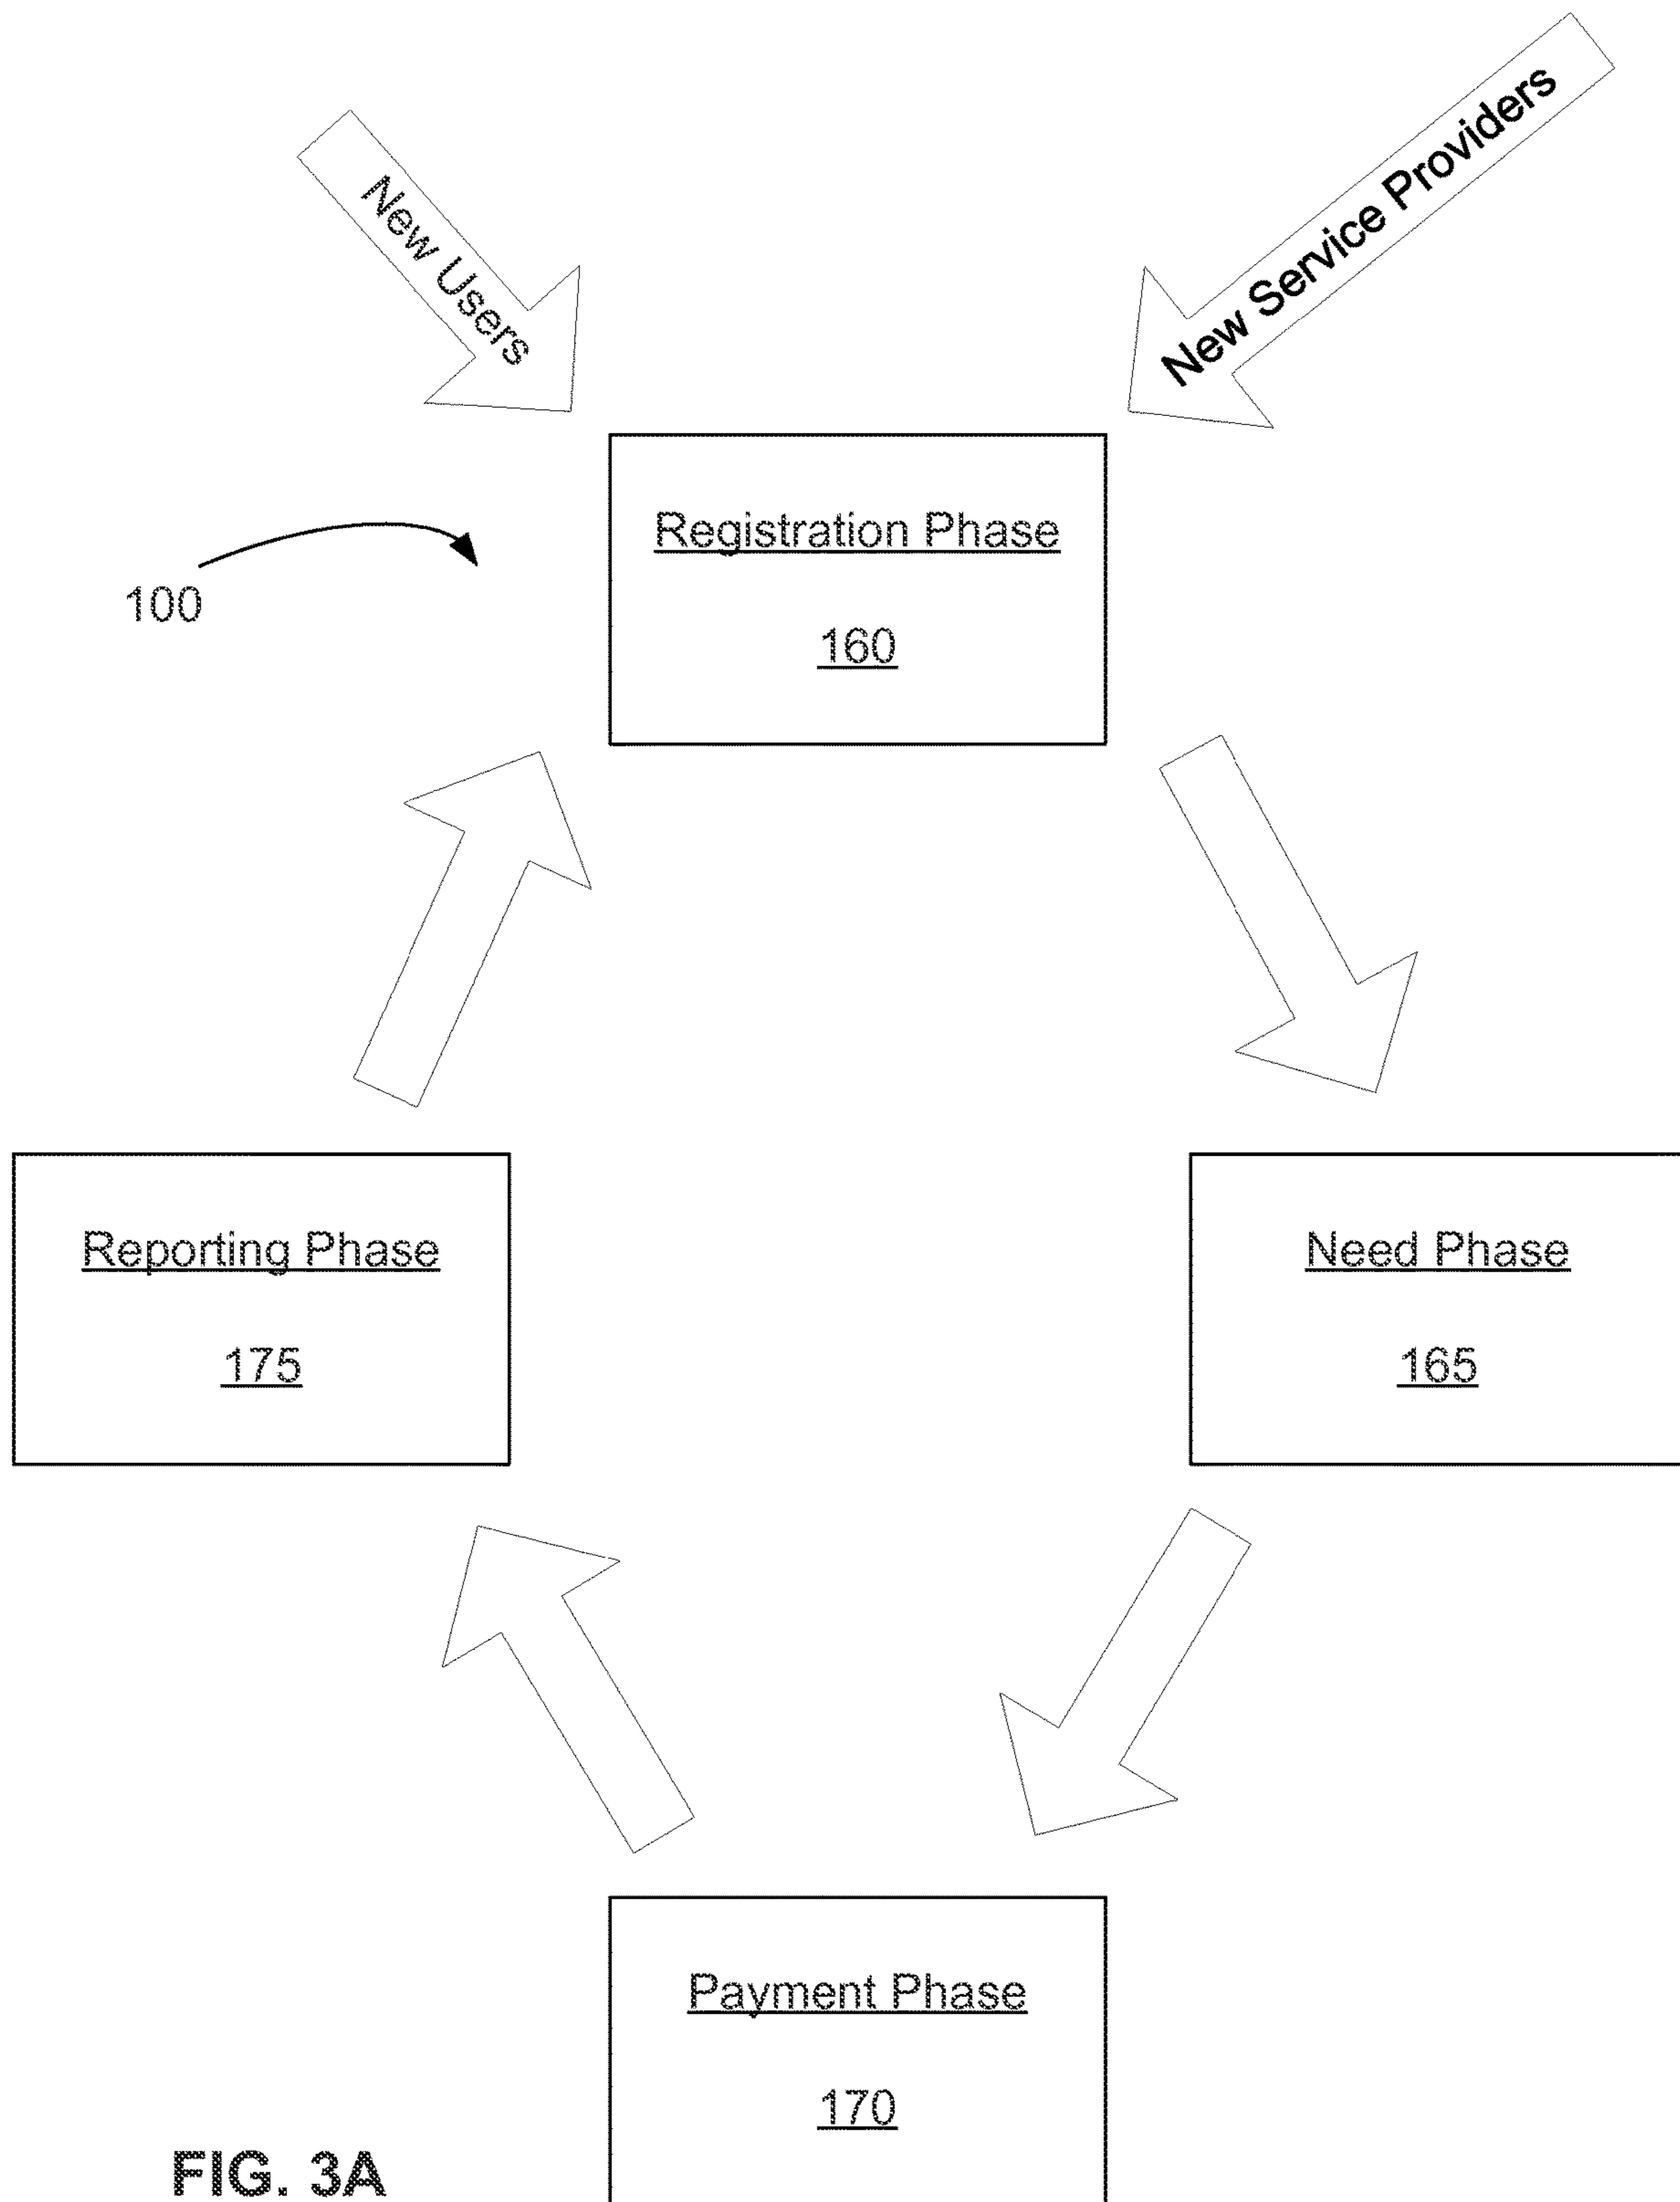 New Users
New Service Providers
Registration Phase
160
100
Reporting Phase
175
Need Phase
165
Payment Phase
170
FIG. 3A